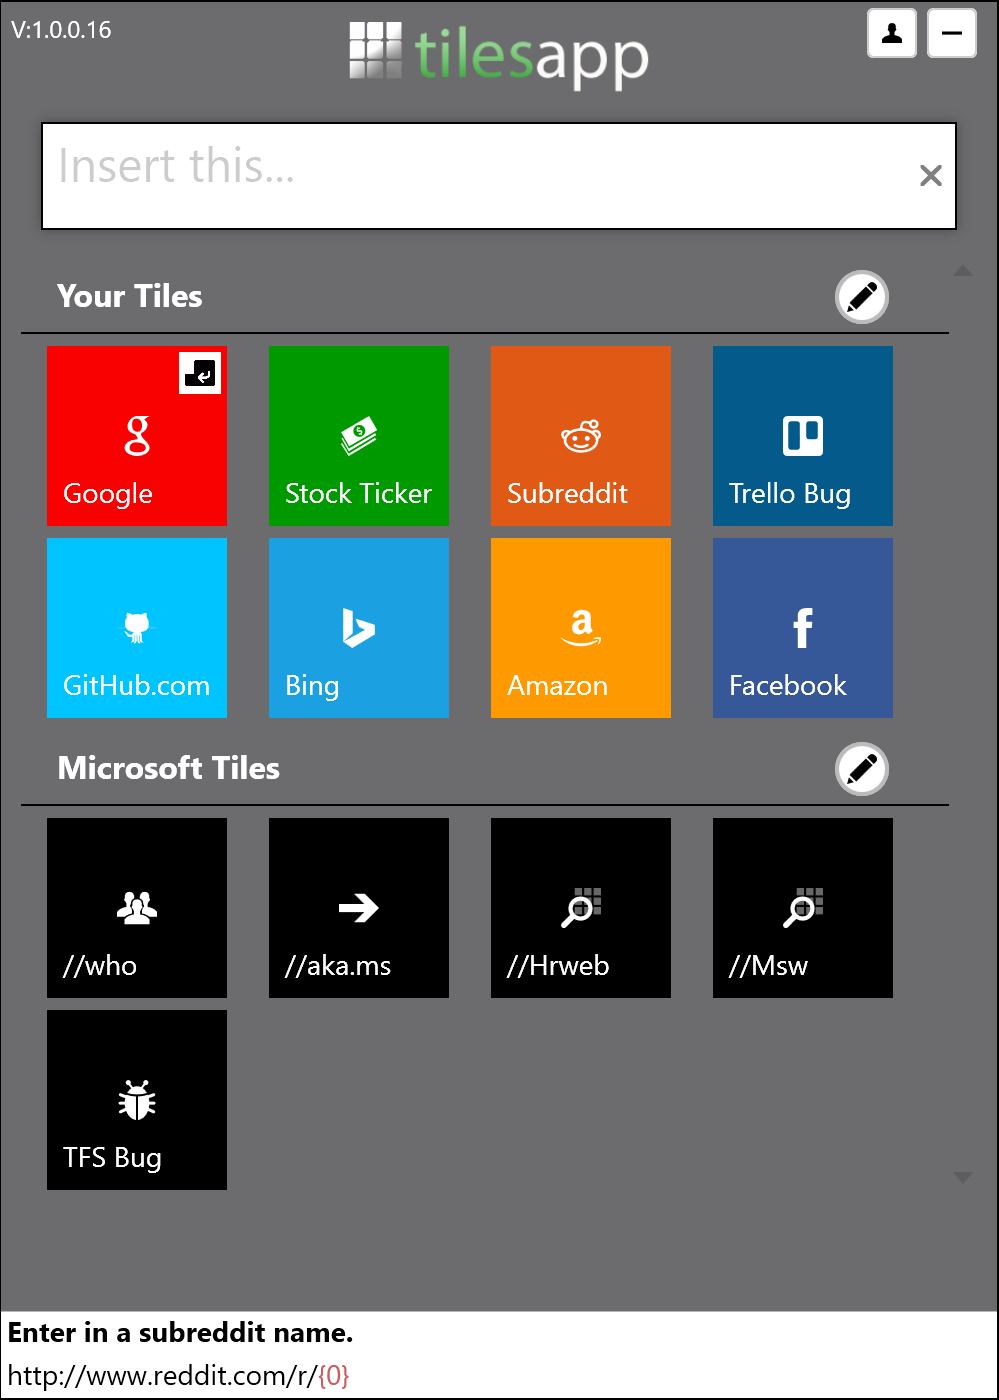 V:1.0.0.16
tilesapp
Insert this...
Your Tiles
Google
Stock Ticker
Subreddit
Trello Bug
GitHub.com
Bing
Amazon
Facebook
Microsoft Tiles
//who
//aka.ms
//Hrweb
//Msw
TFS Bug
Enter in a subreddit name.
http://www.reddit.com/r/{0}